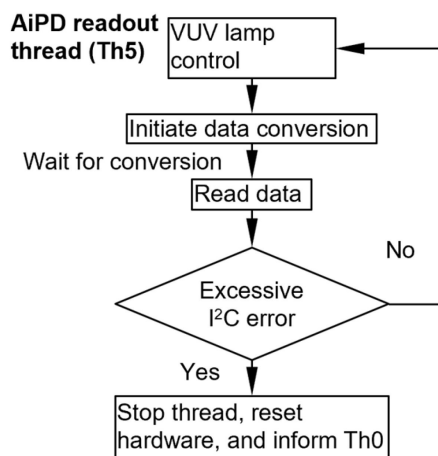 AiPD readout
thread (Th5)
VUV lamp
control
Initiate data conversion
Wait for conversion
Read data
No
Excessive
I²C error
Yes
Stop thread, reset
hardware, and inform Th0